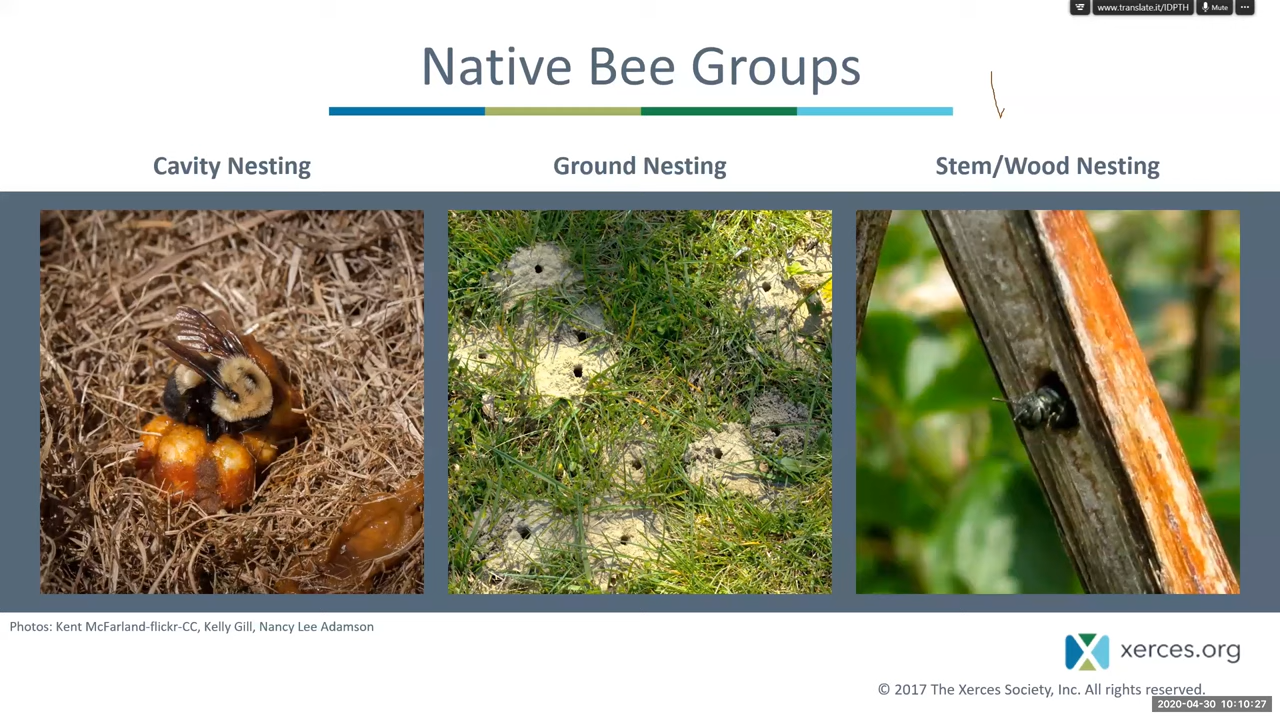 www.translate.it/IDPTH
Mute
Native Bee Groups
Cavity Nesting
Ground Nesting
Stem/Wood Nesting
Photos: Kent McFarland-flickr-CC, Kelly Gill, Nancy Lee Adamson
xerces.org
© 2017 The Xerces Society, Inc. All rights reserved.
2020-04-30 10:10:27